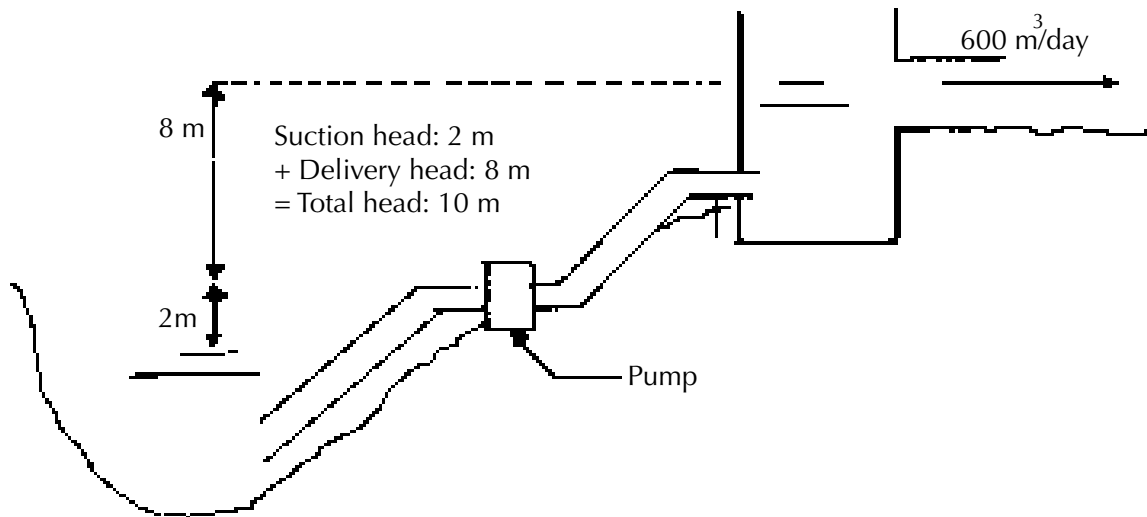 600 m³/day
8 m
Suction head: 2 m
+ Delivery head: 8 m
= Total head: 10 m
2m
Pump